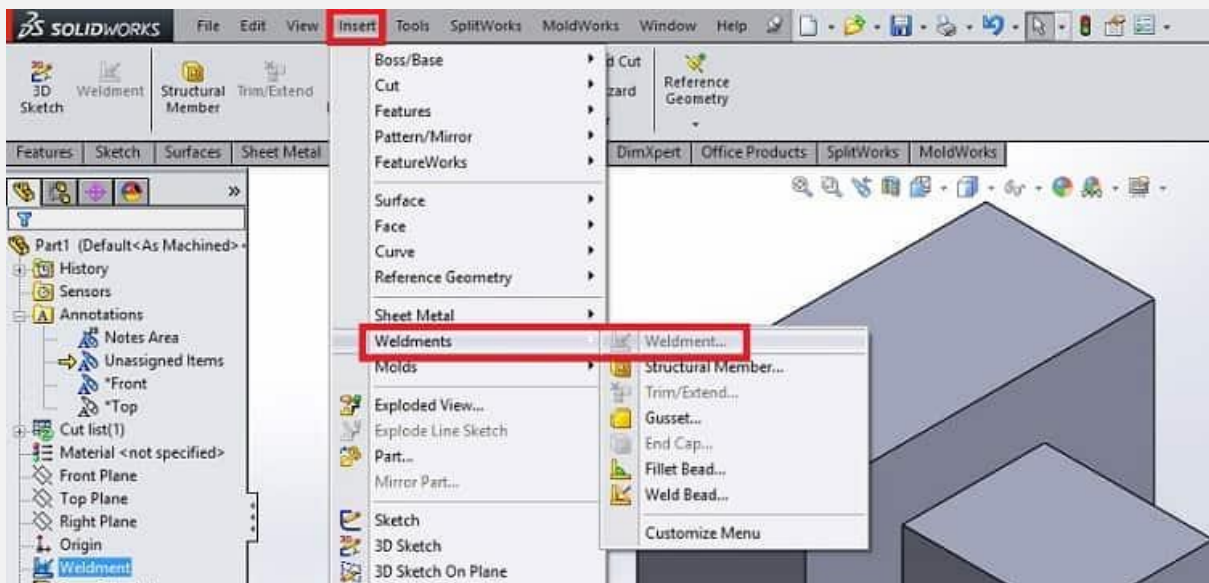 SOLIDWORKS File Edit View Insert Tools SplitWorks MoldWorks Window Help
3D Sketch
Weldment
Structural Member
Trim/Extend
d Cut
zard
Reference Geometry
Features Sketch Surfaces Sheet Metal DimXpert Office Products SplitWorks MoldWorks
Part1 (Default<As Machined>
History
Sensors
A Annotations
Notes Area
Unassigned Items
*Front
*Top
Cut list(1)
Material <not specified>
Front Plane
Top Plane
Right Plane
Origin
Weldment
Boss/Base
Cut
Features
Pattern/Mirror
FeatureWorks
Surface
Face
Curve
Reference Geometry
Sheet Metal
Weldments
Molds
Exploded View...
Explode Line Sketch
Part...
Mirror Part...
Sketch
3D Sketch
3D Sketch On Plane
Weldment...
Structural Member...
Trim/Extend...
Gusset...
End Cap...
Fillet Bead...
Weld Bead...
Customize Menu